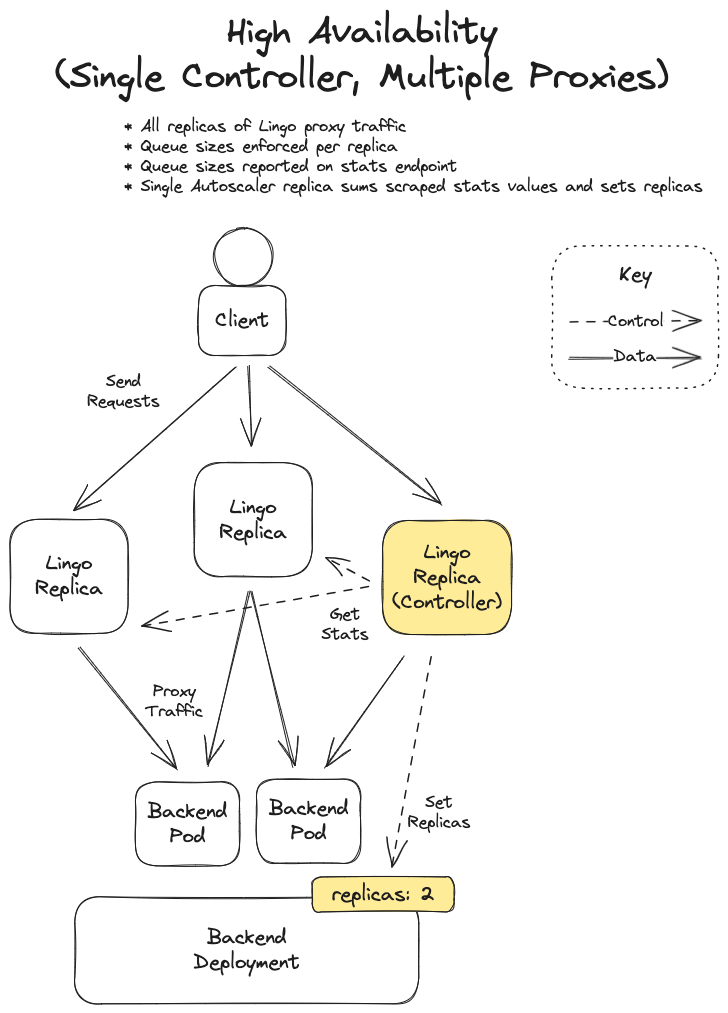 High Availability
(Single Controller, Multiple Proxies)
* All replicas of Lingo proxy traffic
* Queue sizes enforced per replica
* Queue sizes reported on stats endpoint
* Single Autoscaler replica sums scraped stats values and sets replicas
Client
Key
Control
Data
Send
Requests
Lingo
Replica
Lingo
Replica
Lingo
Replica
(Controller)
Get
Stats
Proxy
Traffic
Backend
Pod
Backend
Pod
Set
Replicas
replicas: 2
Backend
Deployment